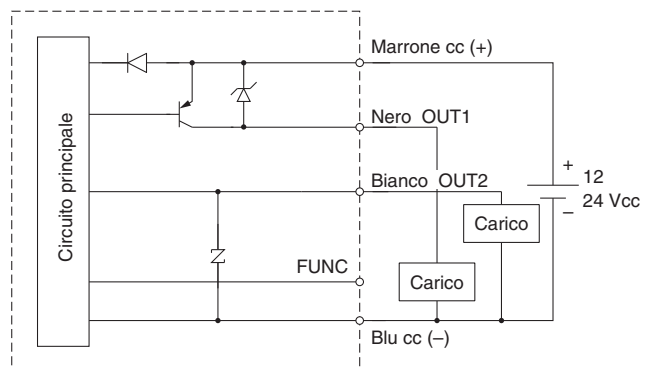 Circuito principale
Marrone cc (+)
Nero OUT1
Bianco OUT2
FUNC
Blu cc (–)
Carico
Carico
+
12
24 Vcc
–